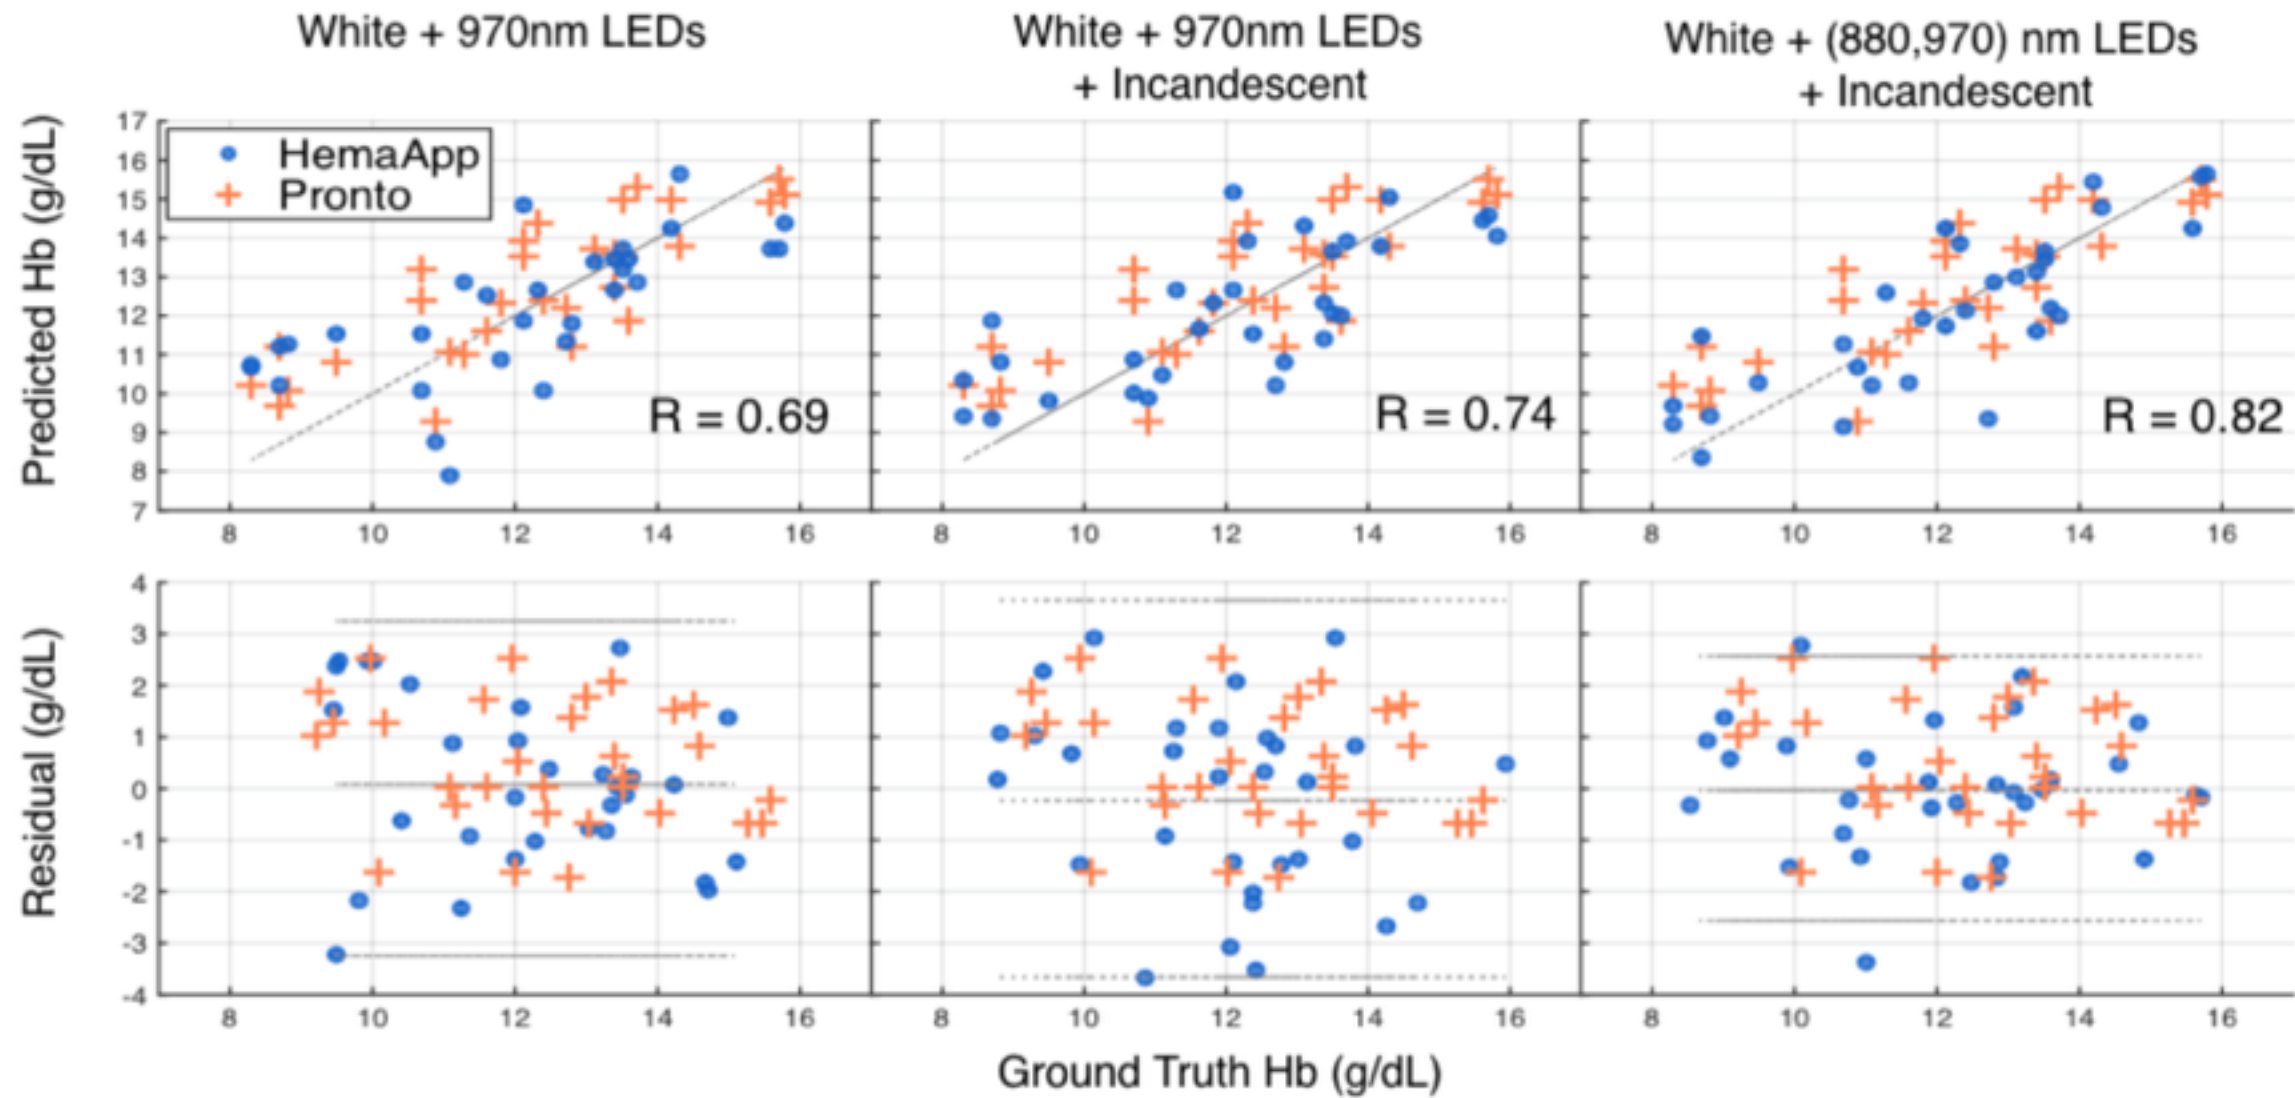 White + 970nm LEDs
White + 970nm LEDs
+ Incandescent
White + (880,970) nm LEDs
+ Incandescent
Predicted Hb (g/dL)
17
16
15
14
13
12
11
10
9
8
7
HemaApp
Pronto
R = 0.69
R = 0.74
R = 0.82
8 10 12 14 16
8 10 12 14 16
8 10 12 14 16
Residual (g/dL)
4
3
2
1
0
-1
-2
-3
-4
8 10 12 14 16
8 10 12 14 16
8 10 12 14 16
Ground Truth Hb (g/dL)